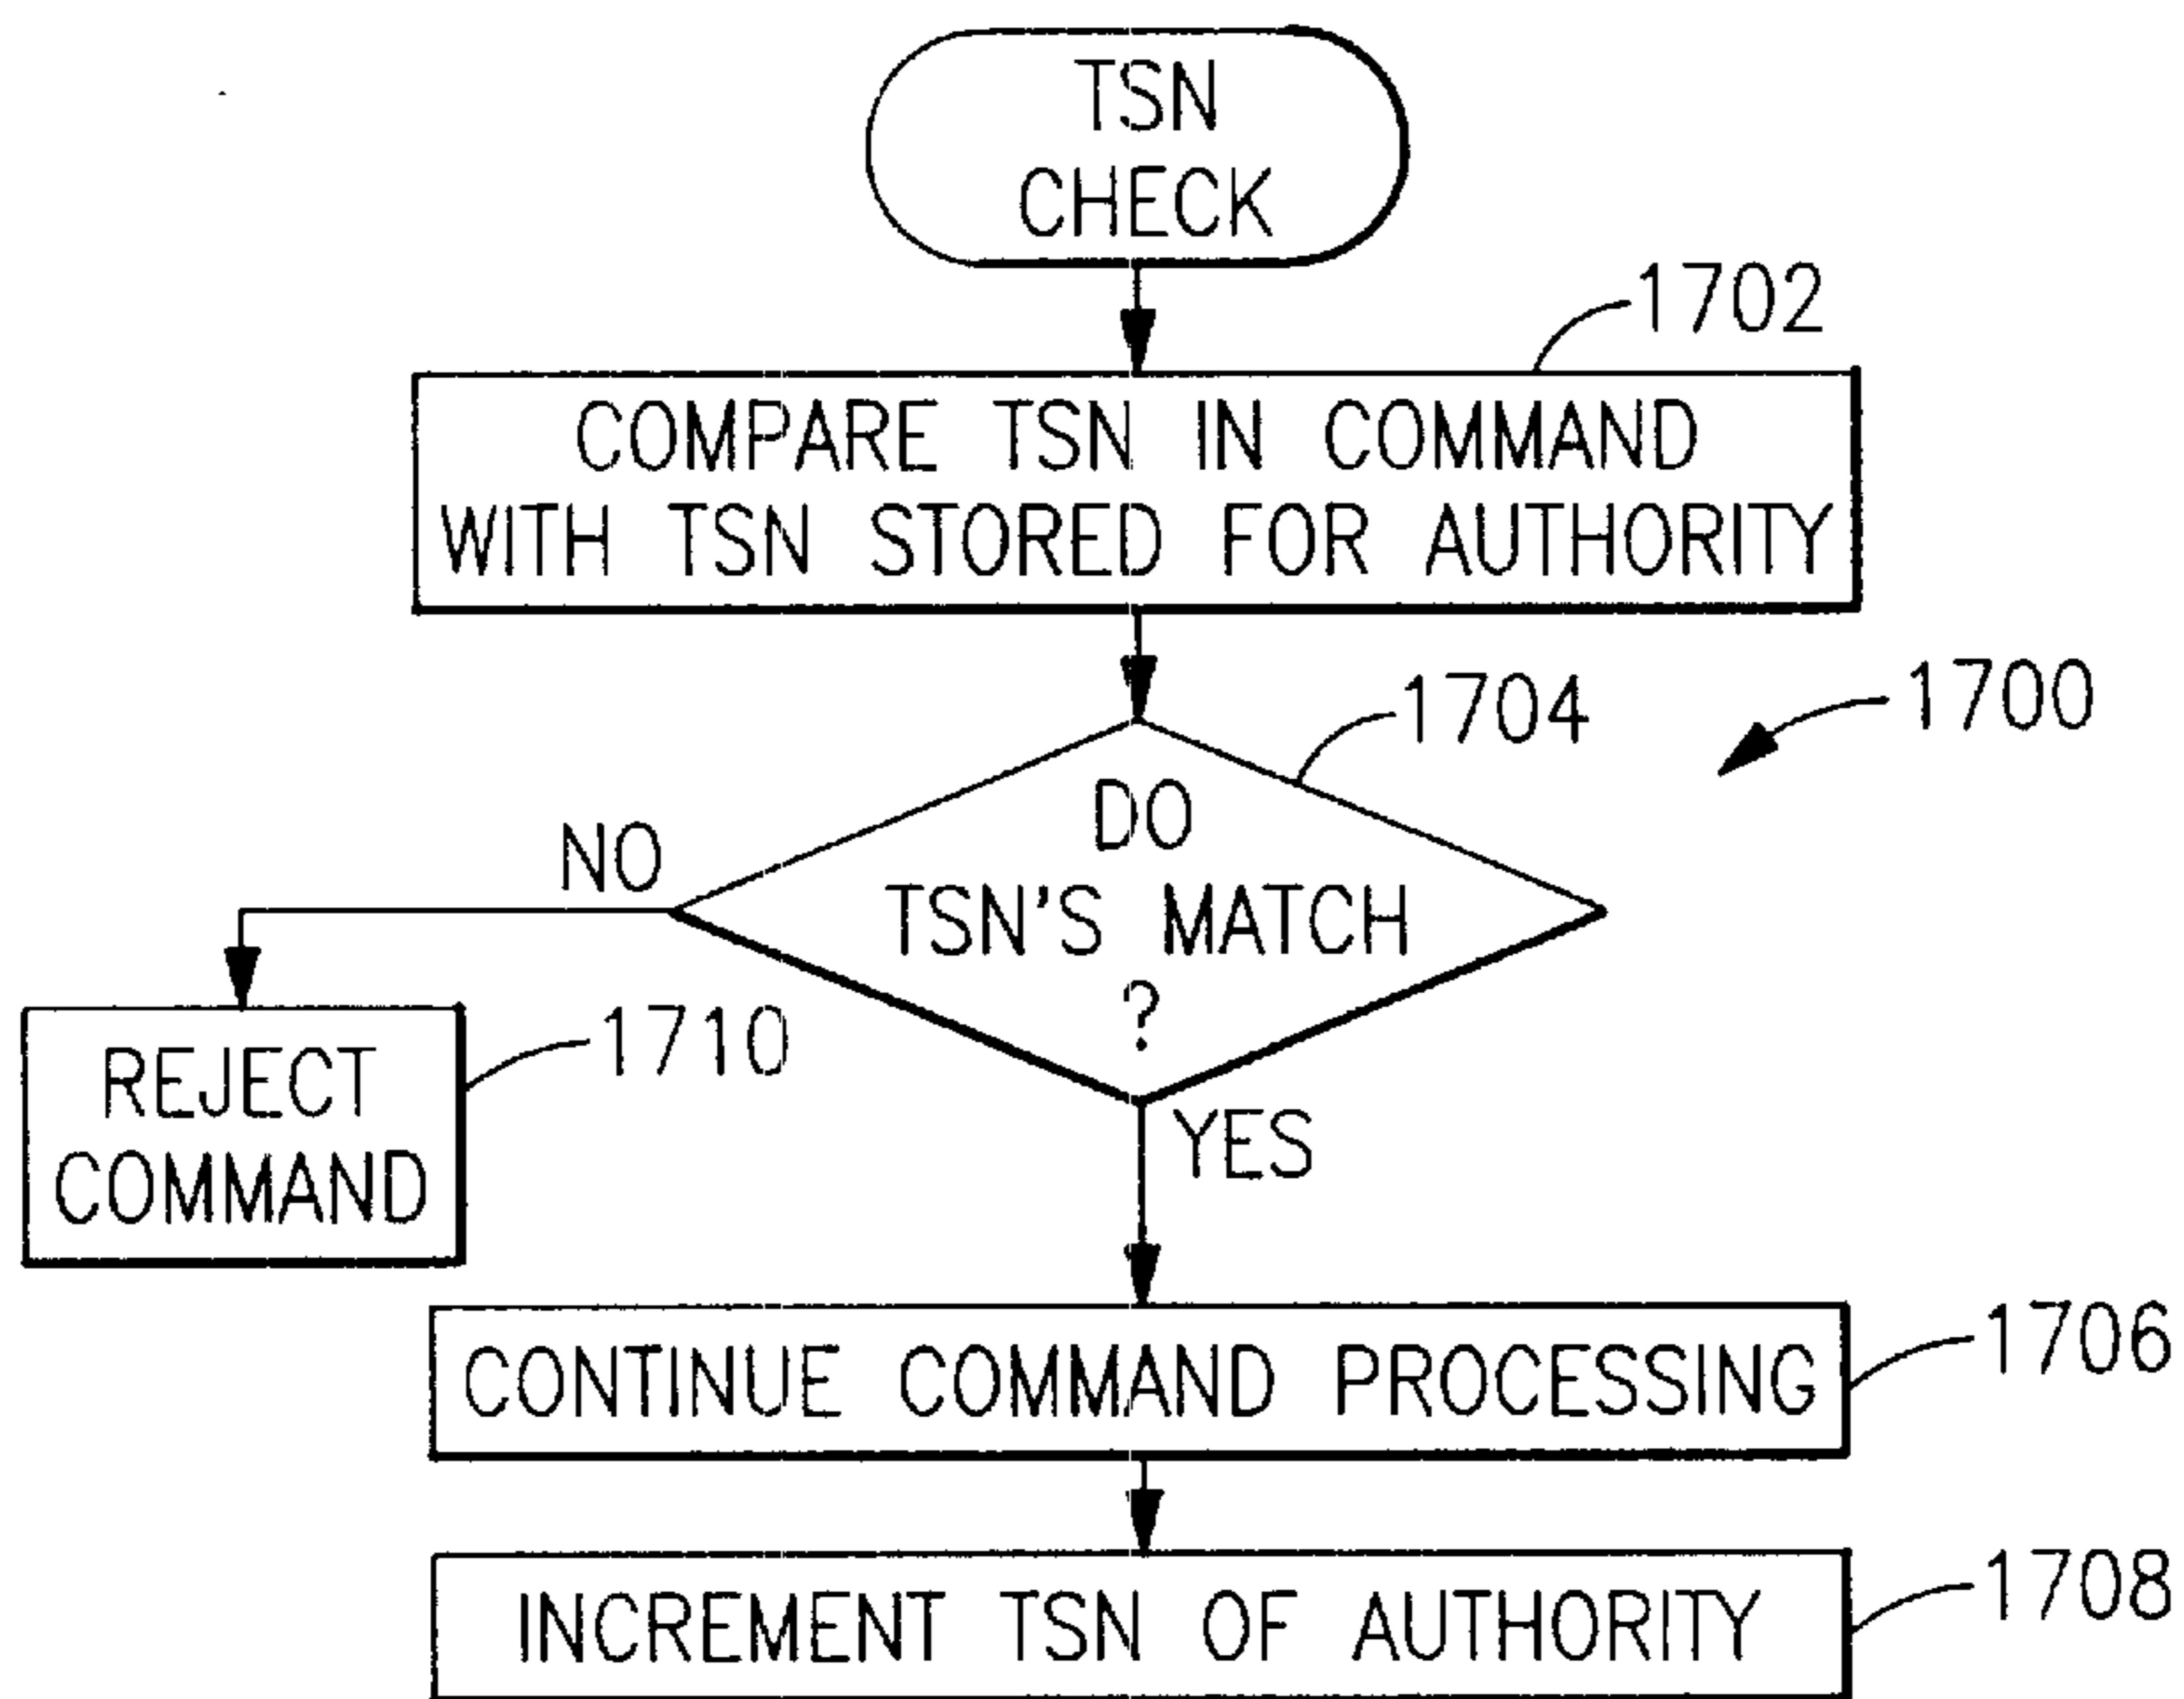 TSN
CHECK
1702
COMPARE TSN IN COMMAND
WITH TSN STORED FOR AUTHORITY
1700
1704
DO
TSN'S MATCH
?
NO
YES
1710
REJECT
COMMAND
1706
CONTINUE COMMAND PROCESSING
1708
INCREMENT TSN OF AUTHORITY